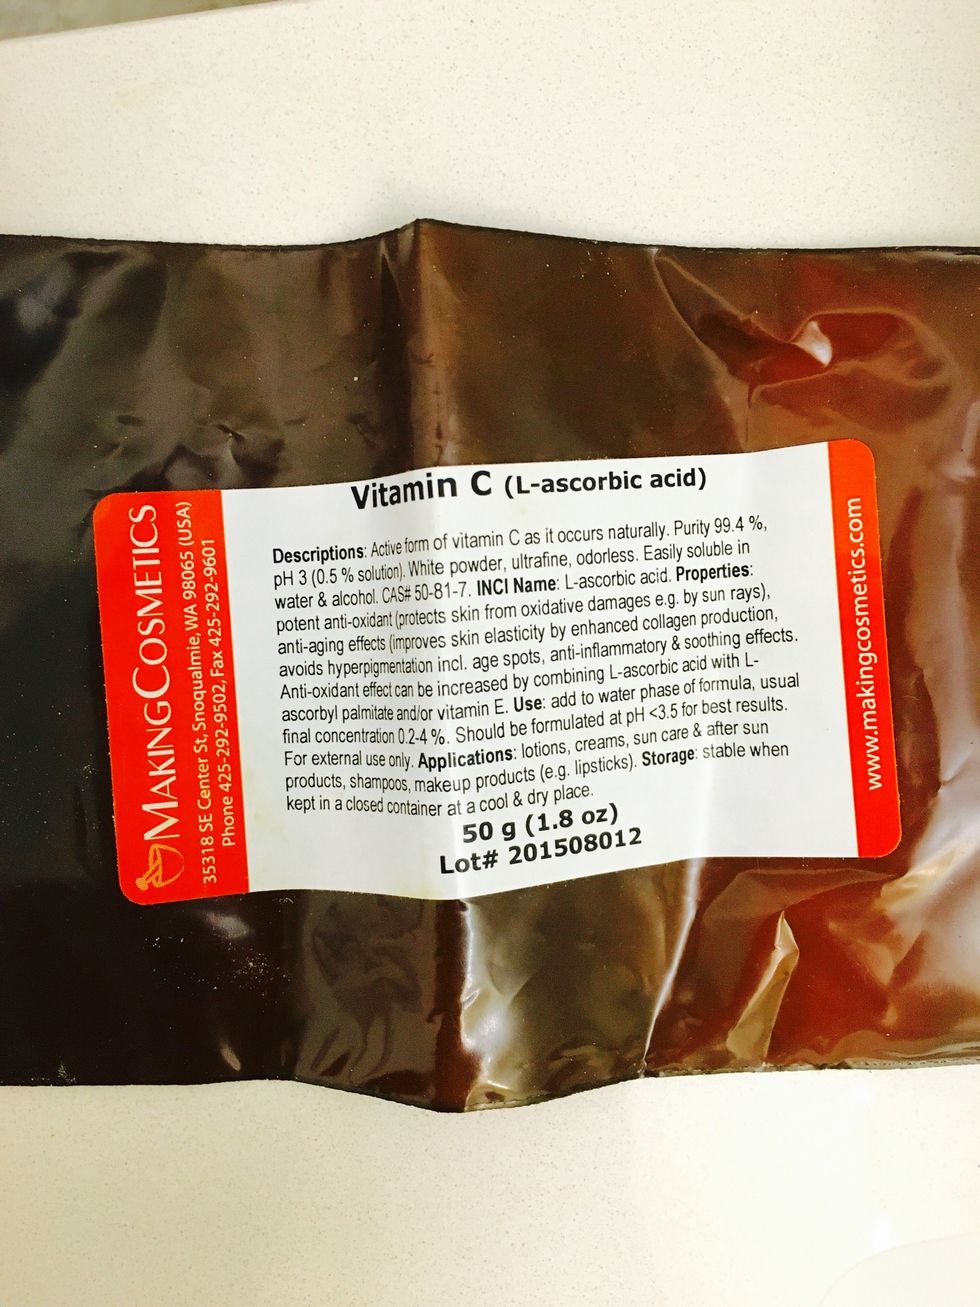 Vitamin C (L-ascorbic acid)
Descriptions: Active form of vitamin C as it occurs naturally. Purity 99.4 %,
pH 3 (0.5 % solution). White powder, ultrafine, odorless. Easily soluble in
water & alcohol. CAS# 50-81-7. INCI Name: L-ascorbic acid. Properties:
potent anti-oxidant (protects skin from oxidative damages e.g. by sun rays),
anti-aging effects (improves skin elasticity by enhanced collagen production,
avoids hyperpigmentation incl. age spots, anti-inflammatory & soothing effects.
Anti-oxidant effect can be increased by combining L-ascorbic acid with L-
ascorbyl palmitate and/or vitamin E. Use: add to water phase of formula, usual
final concentration 0.2-4 %. Should be formulated at pH <3.5 for best results.
For external use only. Applications: lotions, creams, sun care & after sun
products, shampoos, makeup products (e.g. lipsticks). Storage: stable when
kept in a closed container at a cool & dry place.
50 g (1.8 oz)
Lot# 201508012
MAKINGCOSMETICS
35318 SE Center St, Snoqualmie, WA 98065 (USA)
Phone 425-292-9502, Fax 425-292-9601
www.makingcosmetics.com